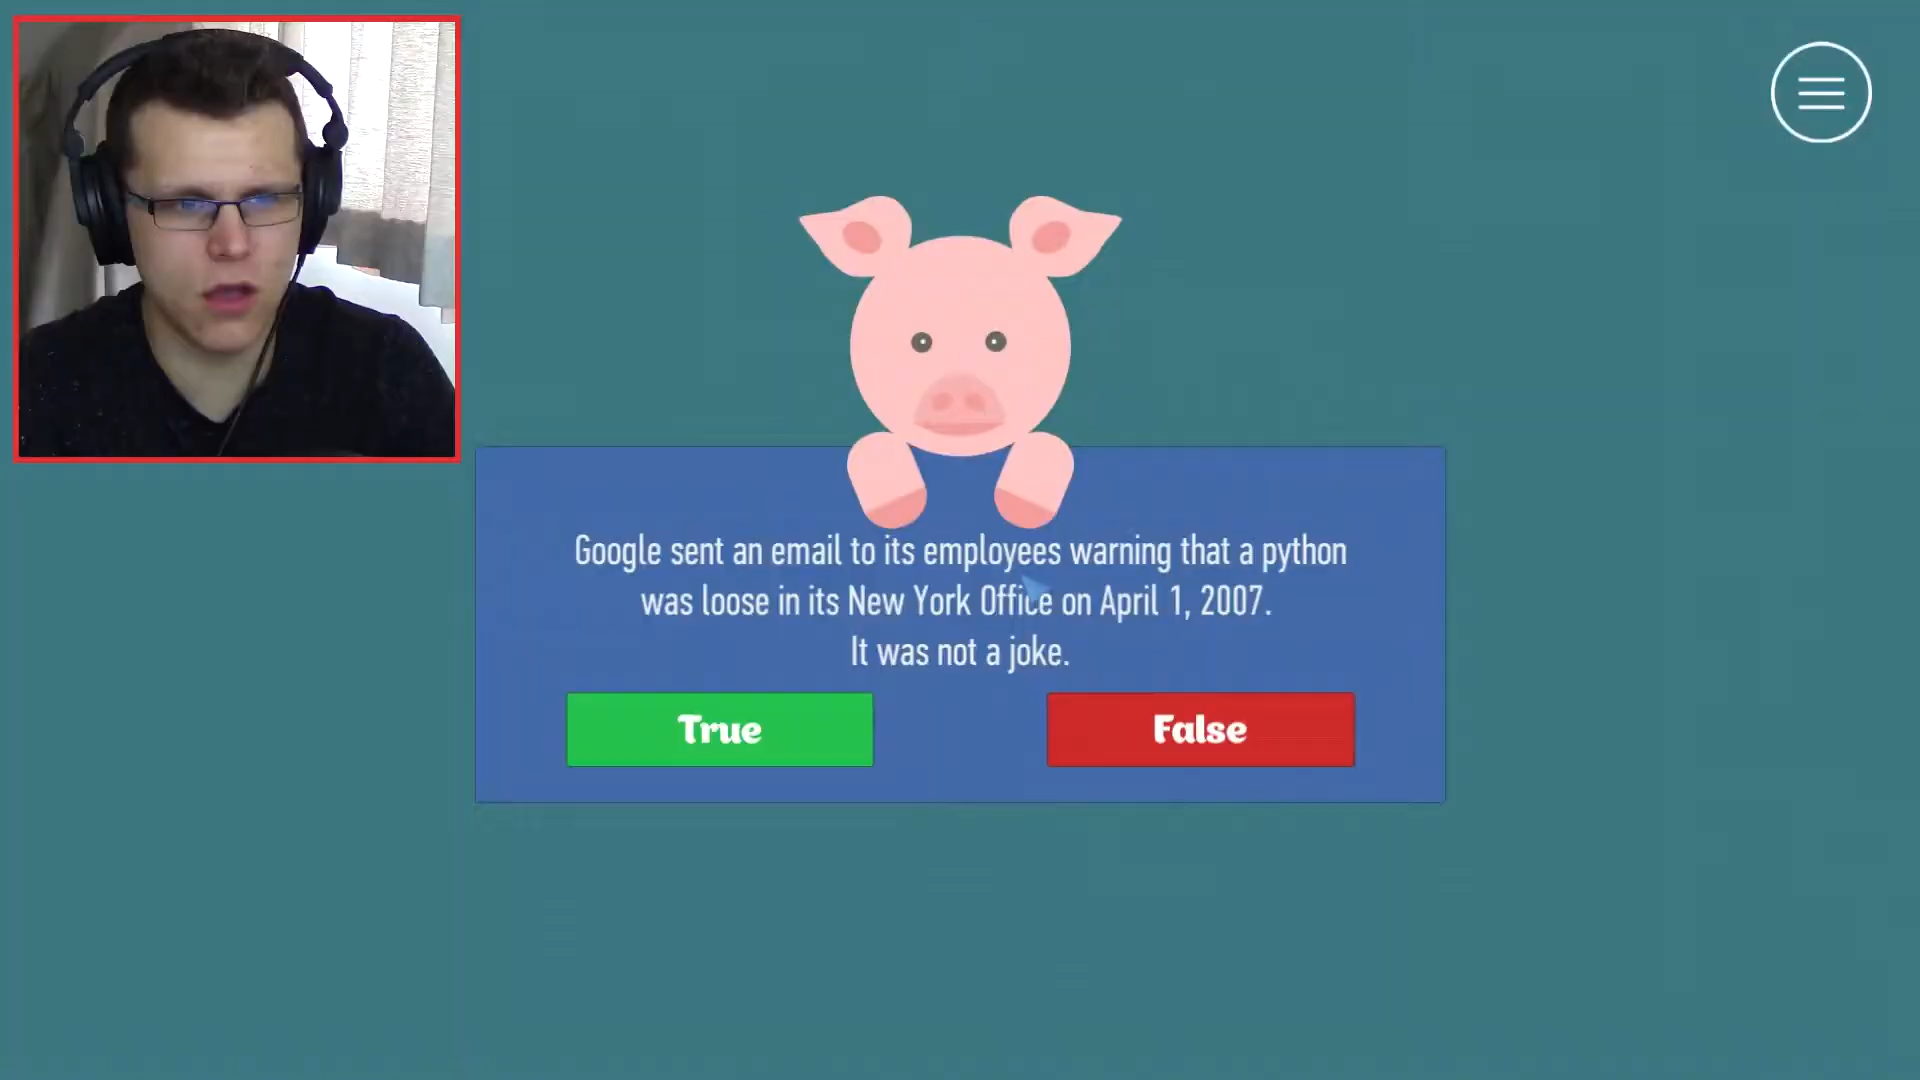 Google sent an email to its employees warning that a python
was loose in its New York Office on April 1, 2007.
It was not a joke.
True
False